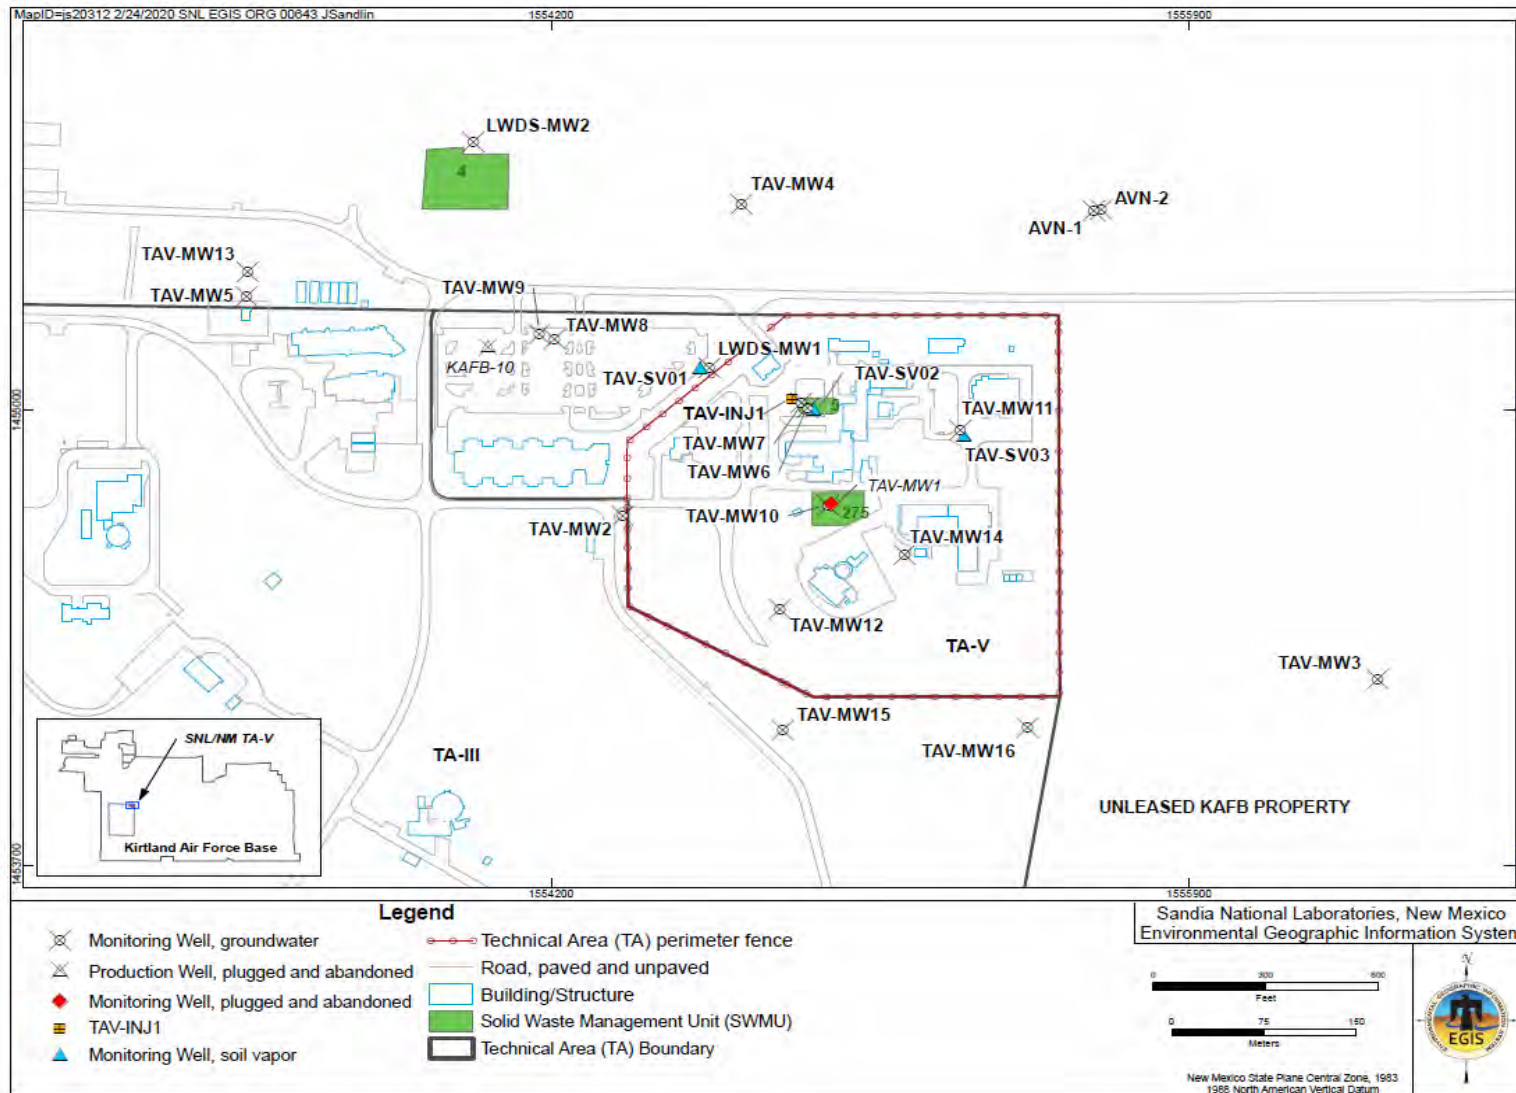 MapID=js20312 2/24/2020 SNL EGIS ORG 00643 JSandlin
1554200
1555900
LWDS-MW2
4
TAV-MW4
AVN-2
AVN-1
TAV-MW13
TAV-MW9
TAV-MW5
TAV-MW8
LWDS-MW1
KAFB-10
TAV-SV01
TAV-SV02
1455000
TAV-INJ1
5
TAV-MW11
TAV-MW7
TAV-SV03
TAV-MW6
TAV-MW1
TAV-MW10
275
TAV-MW2
TAV-MW14
TAV-MW12
TA-V
TAV-MW3
TAV-MW15
SNL/NM TA-V
TA-III
TAV-MW16
UNLEASED KAFB PROPERTY
Kirtland Air Force Base
1453700
1554200
1555900
Legend
Monitoring Well, groundwater
Production Well, plugged and abandoned
Monitoring Well, plugged and abandoned
TAV-INJ1
Monitoring Well, soil vapor
Technical Area (TA) perimeter fence
Road, paved and unpaved
Building/Structure
Solid Waste Management Unit (SWMU)
Technical Area (TA) Boundary
Sandia National Laboratories, New Mexico
Environmental Geographic Information System
0 300 600
Feet
0 75 150
Meters
New Mexico State Plane Central Zone, 1983
1988 North American Vertical Datum
N
EGIS